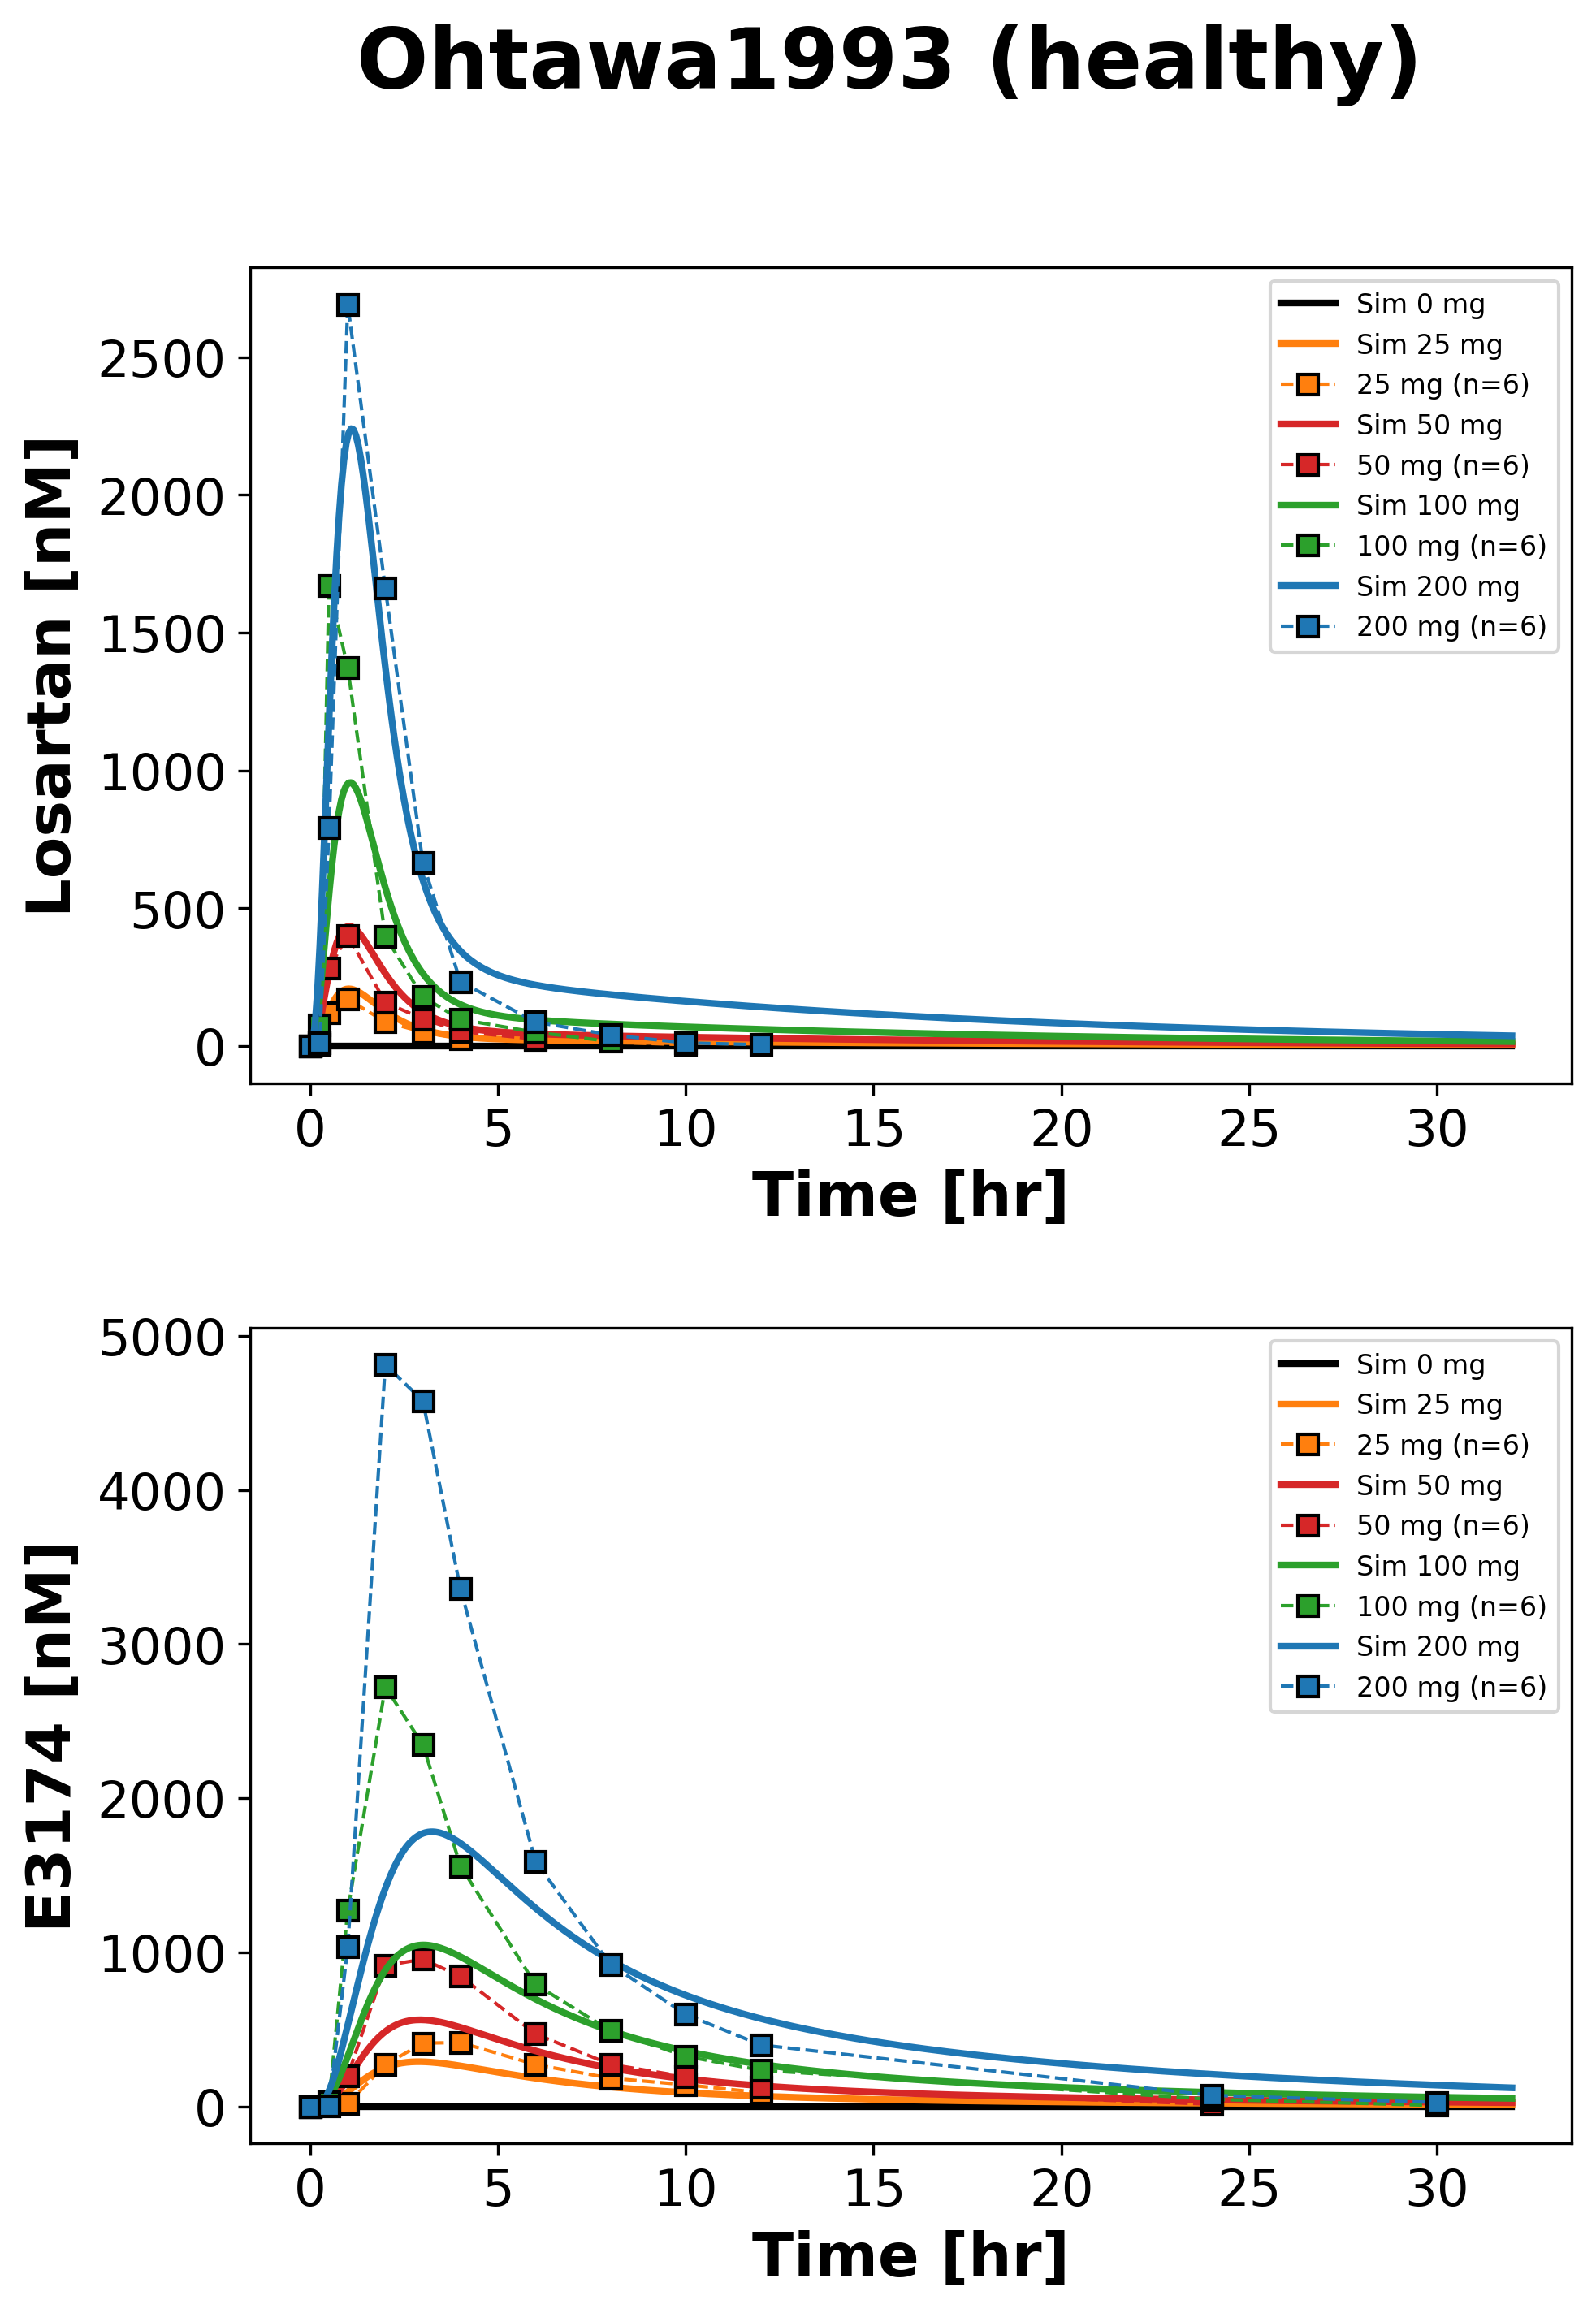 Ohtawa1993 (healthy)
Losartan [nM]
2500
2000
1500
1000
500
0
0 5 10 15 20 25 30
Time [hr]
Sim 0 mg
Sim 25 mg
25 mg (n=6)
Sim 50 mg
50 mg (n=6)
Sim 100 mg
100 mg (n=6)
Sim 200 mg
200 mg (n=6)
E3174 [nM]
5000
4000
3000
2000
1000
0
0 5 10 15 20 25 30
Time [hr]
Sim 0 mg
Sim 25 mg
25 mg (n=6)
Sim 50 mg
50 mg (n=6)
Sim 100 mg
100 mg (n=6)
Sim 200 mg
200 mg (n=6)